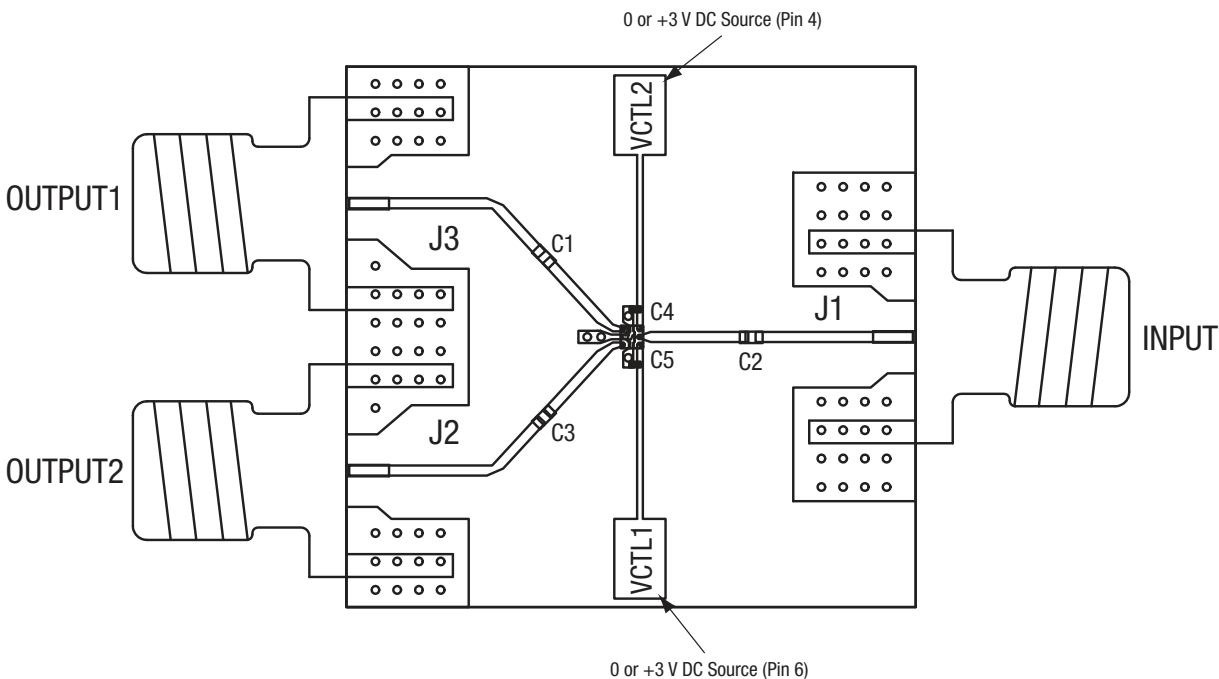 0 or +3 V DC Source (Pin 4)
VCTL2
OUTPUT1
J3
C1
C4
J1
INPUT
C5
C2
J2
C3
OUTPUT2
VCTL1
0 or +3 V DC Source (Pin 6)